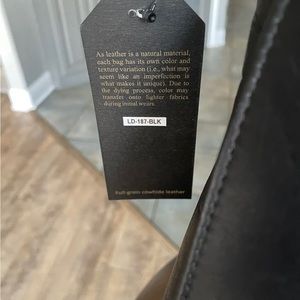 As leather is a natural material,
each bag has its own color and
texture variation (i.e., what may
seem like an imperfection is
what makes it unique). Due to
the dying process, color may
transfer onto lighter fabrics
during initial wears.
LD-187-BLK
full-grain cowhide leather